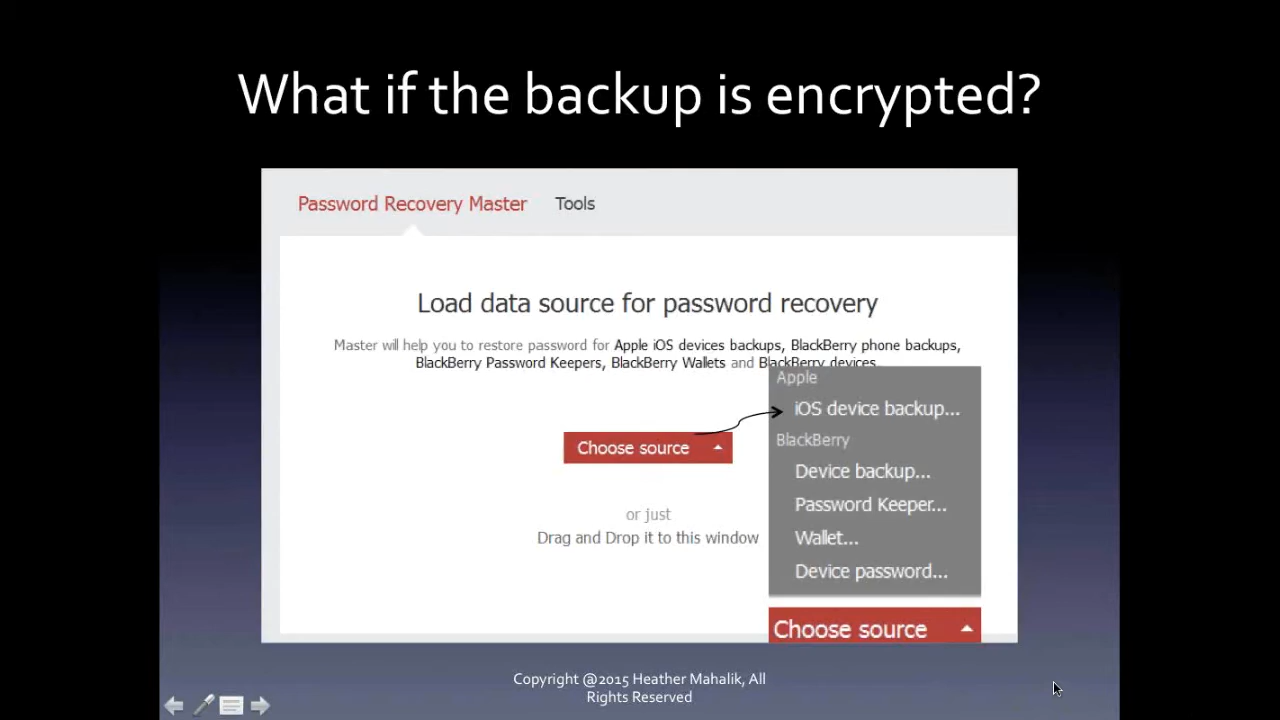 What if the backup is encrypted?
Password Recovery Master Tools
Load data source for password recovery
Master will help you to restore password for Apple iOS devices backups, BlackBerry phone backups,
BlackBerry Password Keepers, BlackBerry Wallets and BlackBerry devices.
Apple
iOS device backup...
BlackBerry
Choose source
Device backup...
Password Keeper...
or just
Drag and Drop it to this window
Wallet...
Device password...
Choose source
Copyright @2015 Heather Mahalik, All
Rights Reserved